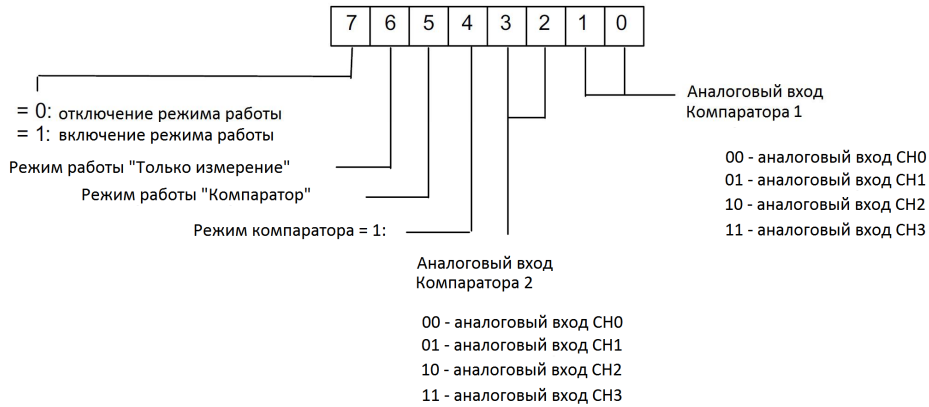 7 6 5 4 3 2 1 0
= 0: отключение режима работы
= 1: включение режима работы
Режим работы "Только измерение"
Режим работы "Компаратор"
Режим компаратора = 1:
Аналоговый вход
Компаратора 2
00 - аналоговый вход CH0
01 - аналоговый вход CH1
10 - аналоговый вход CH2
11 - аналоговый вход CH3
Аналоговый вход
Компаратора 1
00 - аналоговый вход CH0
01 - аналоговый вход CH1
10 - аналоговый вход CH2
11 - аналоговый вход CH3